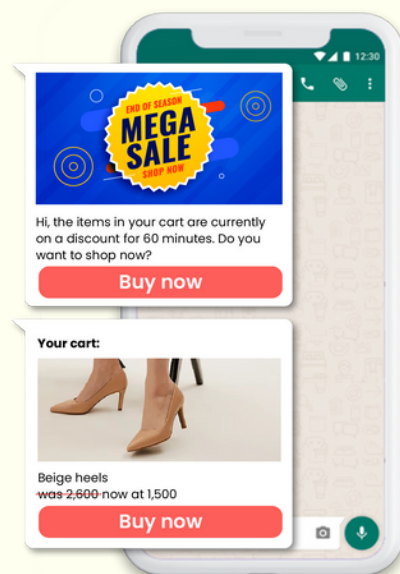 12:30
END OF SEASON
MEGA
SALE
SHOP NOW
Hi, the items in your cart are currently
on a discount for 60 minutes. Do you
want to shop now?
Buy now
Your cart:
Beige heels
was 2,600 now at 1,500
Buy now